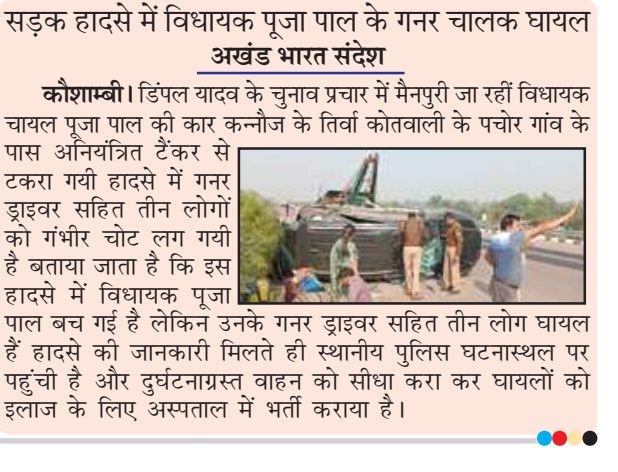 सड़क हादसे में विधायक पूजा पाल के गनर चालक घायल
अखंड भारत संदेश
कौशाम्बी। डिंपल यादव के चुनाव प्रचार में मैनपुरी जा रहीं विधायक
चायल पूजा पाल की कार कन्नौज के तिर्वा कोतवाली के पचोर गांव के
पास अनियंत्रित टैंकर से
टकरा गयी हादसे में गनर
ड्राइवर सहित तीन लोगों
को गंभीर चोट लग गयी
है बताया जाता है कि इस
हादसे में विधायक पूजा
पाल बच गई है लेकिन उनके गनर ड्राइवर सहित तीन लोग घायल
हैं हादसे की जानकारी मिलते ही स्थानीय पुलिस घटनास्थल पर
पहुंची है और दुर्घटनाग्रस्त वाहन को सीधा करा कर घायलों को
इलाज के लिए अस्पताल में भर्ती कराया है।